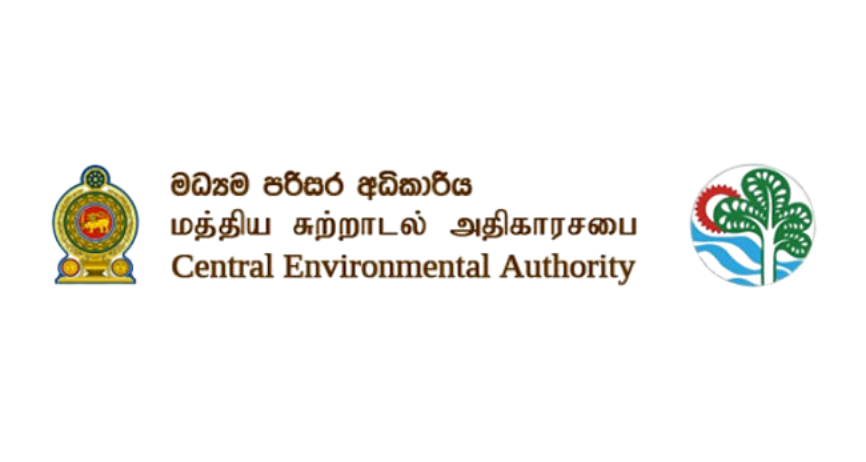 මධ්‍යම පරිසර අධිකාරිය
மத்திய சுற்றாடல் அதிகாரசபை
Central Environmental Authority